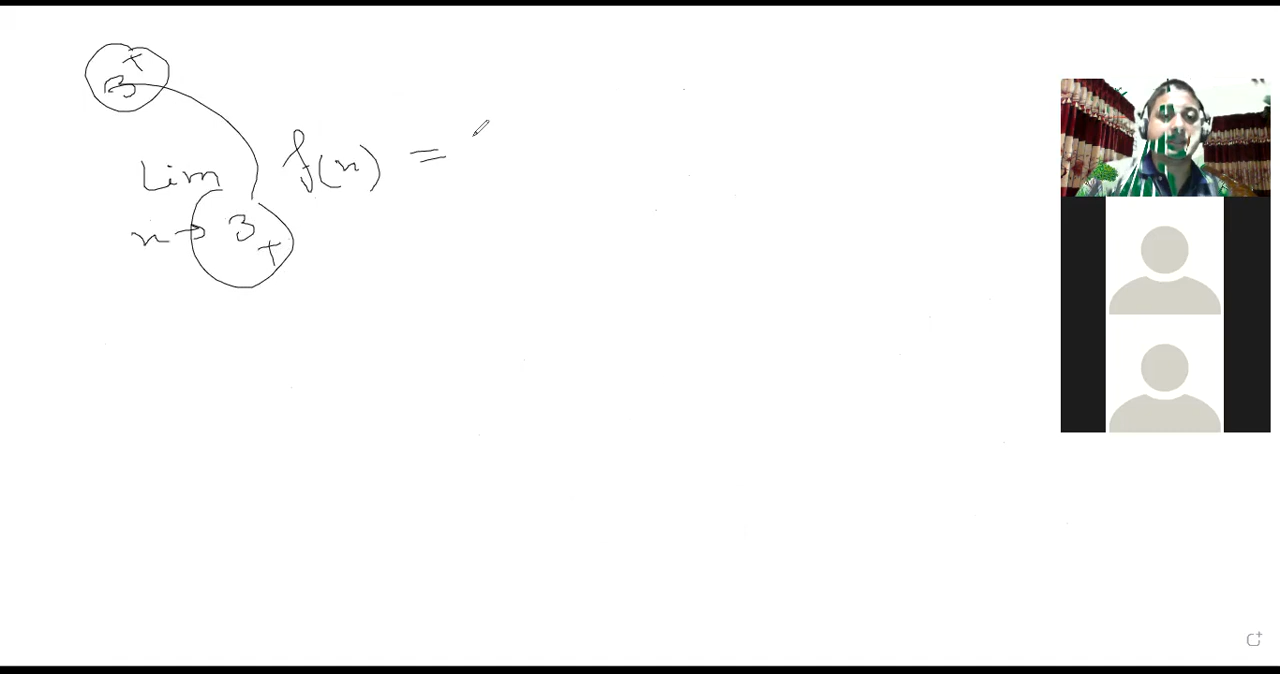 3⁺
Lim f(x) =
x→3₊